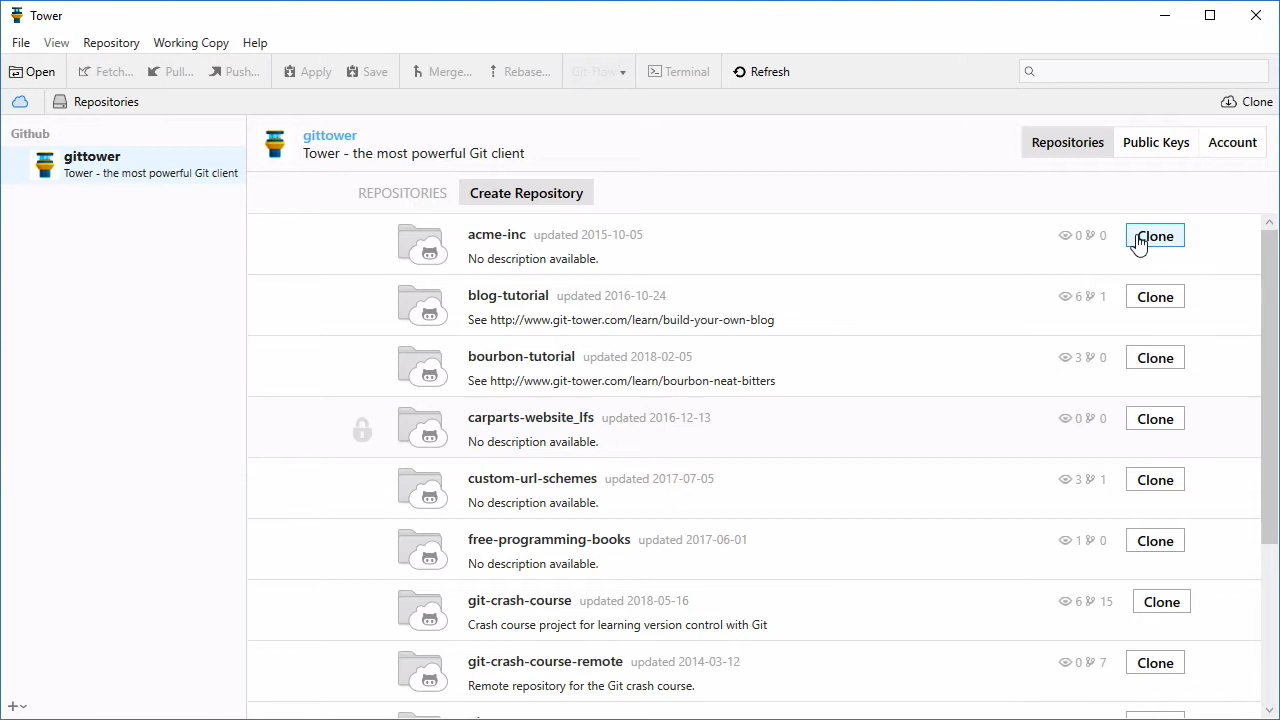 Tower
File View Repository Working Copy Help
Open Fetch... Pull... Push... Apply Save Merge... Rebase... Git-Flow Terminal Refresh
Repositories Clone
Github
gittower
Tower - the most powerful Git client
gittower
Tower - the most powerful Git client
Repositories Public Keys Account
REPOSITORIES Create Repository
acme-inc updated 2015-10-05 0 0 Clone
No description available.
blog-tutorial updated 2016-10-24 6 1 Clone
See http://www.git-tower.com/learn/build-your-own-blog
bourbon-tutorial updated 2018-02-05 3 0 Clone
See http://www.git-tower.com/learn/bourbon-neat-bitters
carparts-website_lfs updated 2016-12-13 0 0 Clone
No description available.
custom-url-schemes updated 2017-07-05 3 1 Clone
No description available.
free-programming-books updated 2017-06-01 1 0 Clone
No description available.
git-crash-course updated 2018-05-16 6 15 Clone
Crash course project for learning version control with Git
git-crash-course-remote updated 2014-03-12 0 7 Clone
Remote repository for the Git crash course.